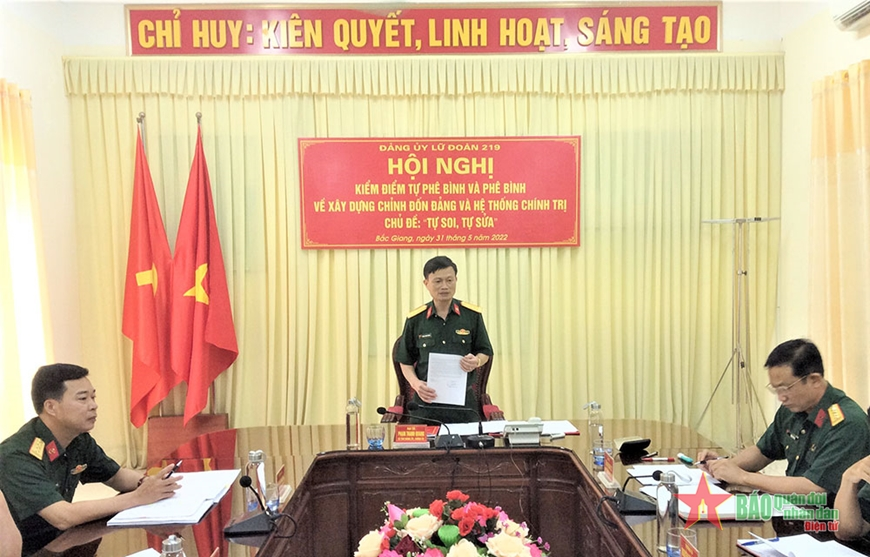 CHỈ HUY: KIÊN QUYẾT, LINH HOẠT, SÁNG TẠO
ĐẢNG ỦY LỮ ĐOÀN 219
HỘI NGHỊ
KIỂM ĐIỂM TỰ PHÊ BÌNH VÀ PHÊ BÌNH
VỀ XÂY DỰNG CHỈNH ĐỐN ĐẢNG VÀ HỆ THỐNG CHÍNH TRỊ
CHỦ ĐỀ: "TỰ SOI, TỰ SỬA"
Bắc Giang, ngày 31 tháng 5 năm 2022
BÁO quân đội
nhân dân
Điện tử